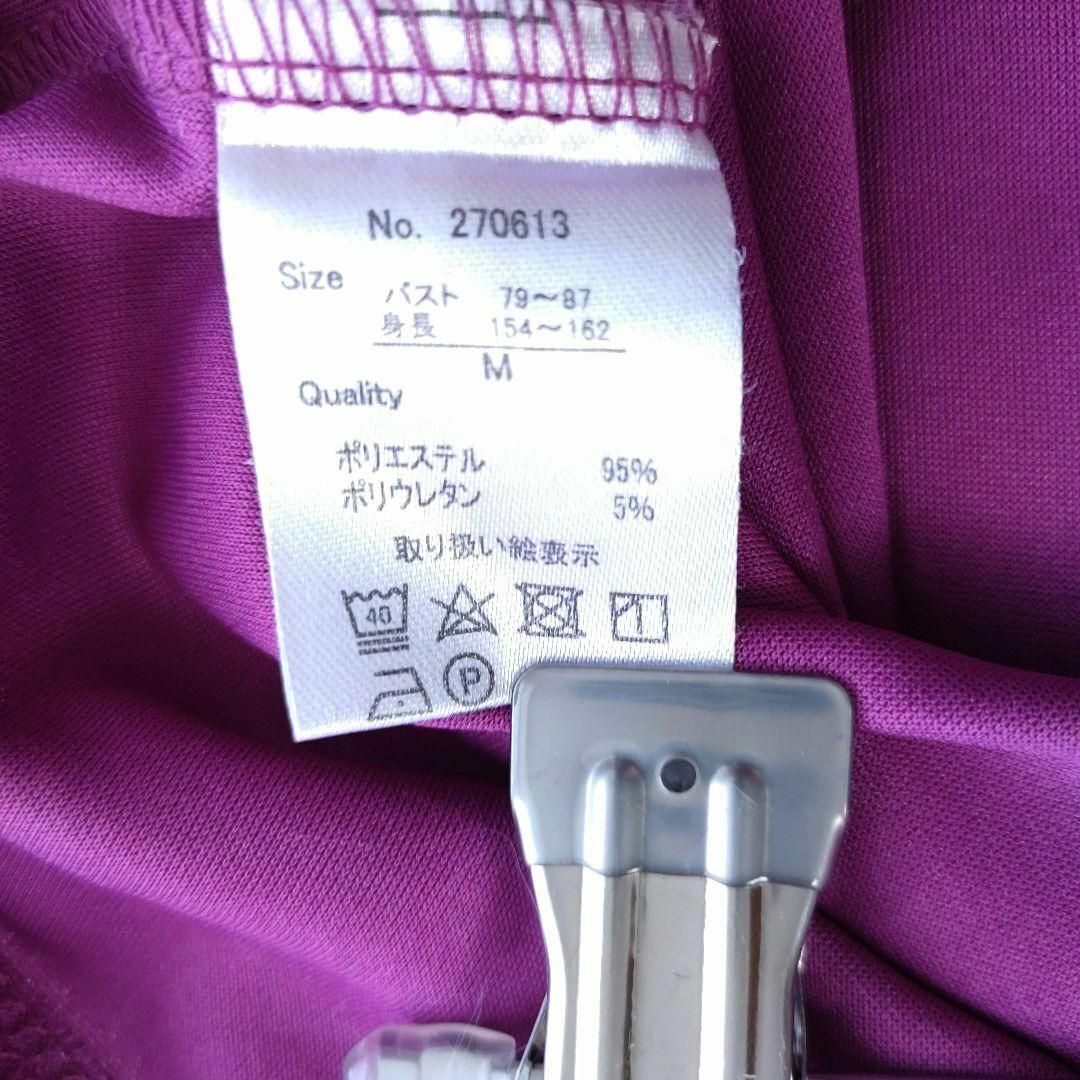 No. 270613
Size
バスト 79〜87
身長 154〜162
M
Quality
ポリエステル 95%
ポリウレタン 5%
取り扱い絵表示
40
P